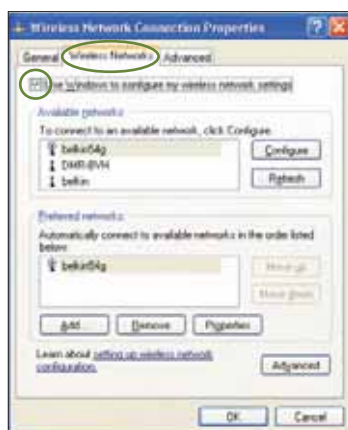 Wireless Network Connection Properties
General Wireless Networks Advanced
Use Windows to configure my wireless network settings
Available networks
To connect to an available network, click Configure.
belkin54g
Configure
DMR-BVH
belkin
Refresh
Preferred networks
Automatically connect to available networks in the order listed
below:
belkin54g
Move up
Move down
Add... Remove Properties
Learn about setting up wireless network
configuration.
Advanced
OK Cancel